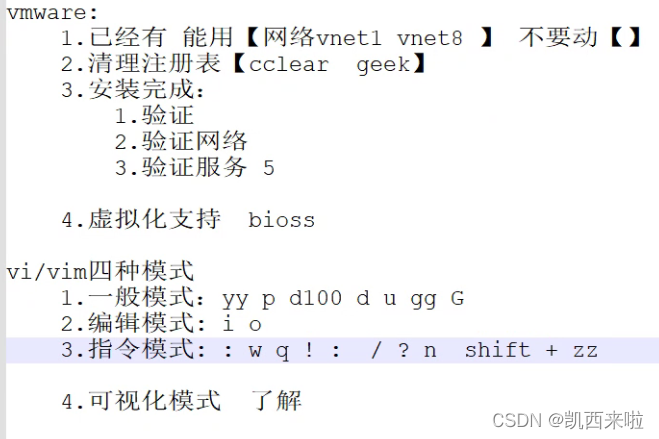 vmware:
1.已经有 能用【网络vnet1 vnet8 】 不要动【】
2.清理注册表【cclear geek】
3.安装完成:
1.验证
2.验证网络
3.验证服务 5
4.虚拟化支持 bioss
vi/vim四种模式
1.一般模式: yy p d100 d u gg G
2.编辑模式: i o
3.指令模式: : w q ! : / ? n shift + zz
4.可视化模式 了解
CSDN @凯西来啦